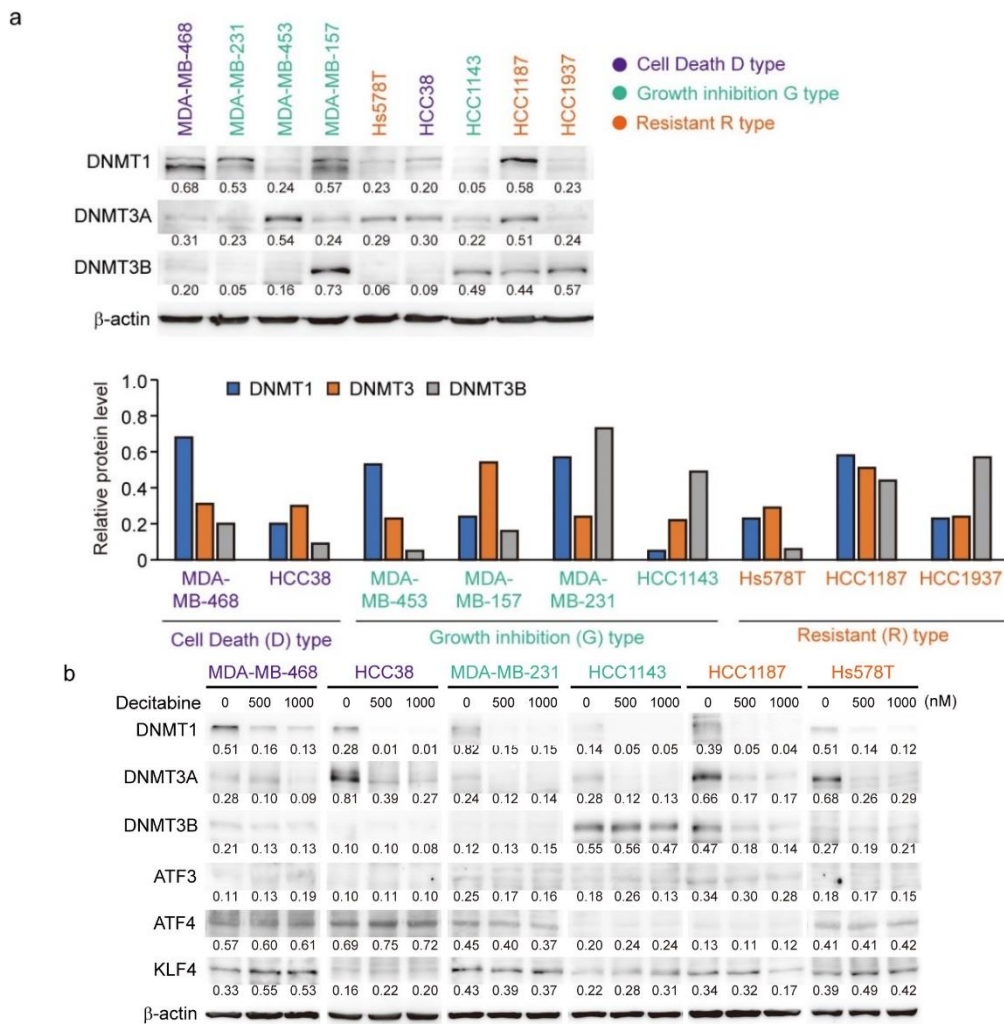 a
MDA-MB-468 MDA-MB-231 MDA-MB-453 MDA-MB-157 Hs578T HCC38 HCC1143 HCC1187 HCC1937
Cell Death D type
Growth inhibition G type
Resistant R type
DNMT1
0.68 0.53 0.24 0.57 0.23 0.20 0.05 0.58 0.23
DNMT3A
0.31 0.23 0.54 0.24 0.29 0.30 0.22 0.51 0.24
DNMT3B
0.20 0.05 0.16 0.73 0.06 0.09 0.49 0.44 0.57
β-actin
Relative protein level
1.0
0.8
0.6
0.4
0.2
0
DNMT1 DNMT3 DNMT3B
MDA-MB-468 HCC38 MDA-MB-453 MDA-MB-157 MDA-MB-231 HCC1143 Hs578T HCC1187 HCC1937
Cell Death (D) type Growth inhibition (G) type Resistant (R) type
b
MDA-MB-468 HCC38 MDA-MB-231 HCC1143 HCC1187 Hs578T
Decitabine 0 500 1000 0 500 1000 0 500 1000 0 500 1000 0 500 1000 0 500 1000 (nM)
DNMT1
0.51 0.16 0.13 0.28 0.01 0.01 0.82 0.15 0.15 0.14 0.05 0.05 0.39 0.05 0.04 0.51 0.14 0.12
DNMT3A
0.28 0.10 0.09 0.81 0.39 0.27 0.24 0.12 0.14 0.28 0.12 0.13 0.66 0.17 0.17 0.68 0.26 0.29
DNMT3B
0.21 0.13 0.13 0.10 0.10 0.08 0.12 0.13 0.15 0.55 0.56 0.47 0.47 0.18 0.14 0.27 0.19 0.21
ATF3
0.11 0.13 0.19 0.10 0.11 0.10 0.25 0.17 0.16 0.18 0.26 0.13 0.34 0.30 0.28 0.18 0.17 0.15
ATF4
0.57 0.60 0.61 0.69 0.75 0.72 0.45 0.40 0.37 0.20 0.24 0.24 0.13 0.11 0.12 0.41 0.41 0.42
KLF4
0.33 0.55 0.53 0.16 0.22 0.20 0.43 0.39 0.37 0.22 0.28 0.31 0.34 0.32 0.17 0.39 0.49 0.42
β-actin